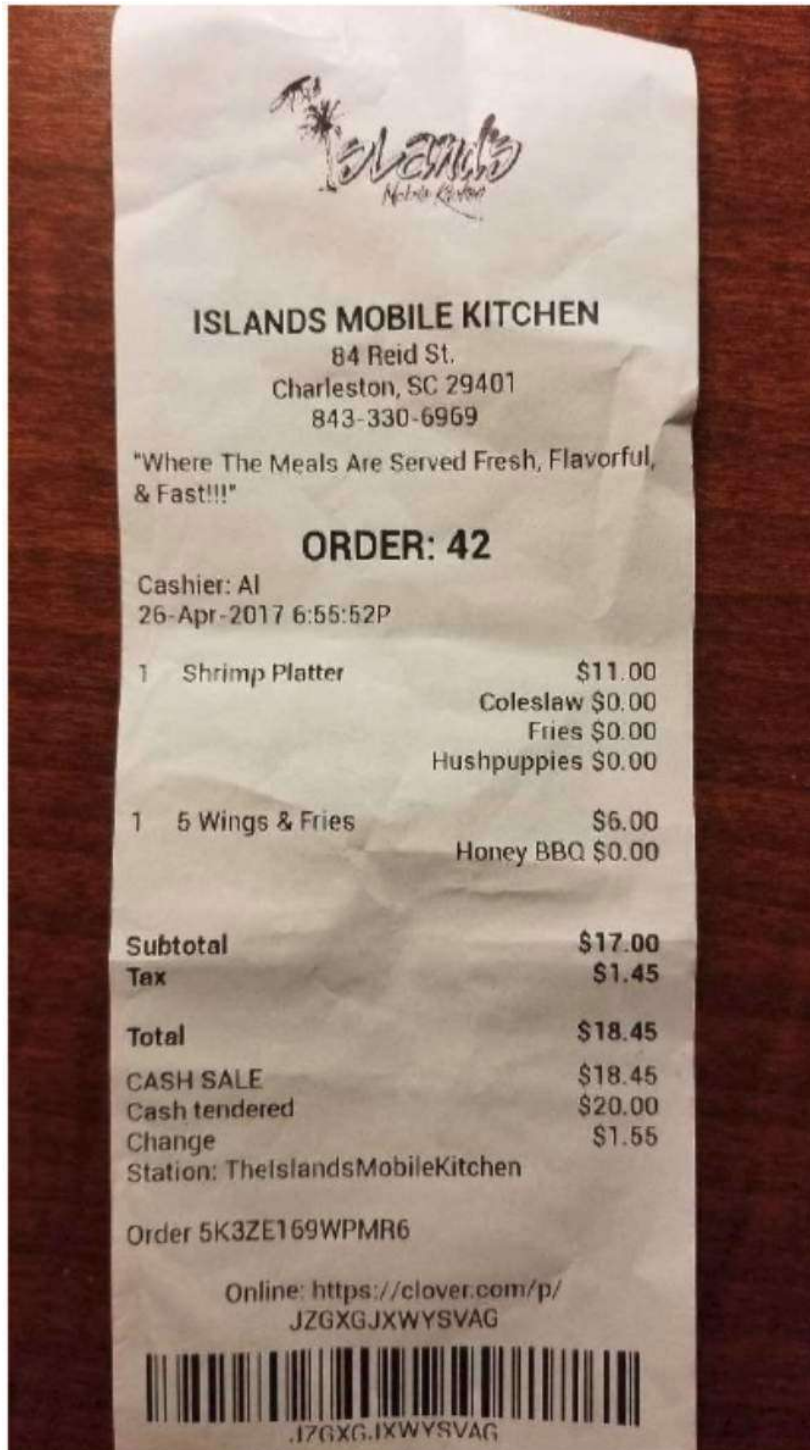 Islands
Mobile Kitchen
ISLANDS MOBILE KITCHEN
84 Reid St.
Charleston, SC 29401
843-330-6969
"Where The Meals Are Served Fresh, Flavorful,
& Fast!!!"
ORDER: 42
Cashier: Al
26-Apr-2017 6:55:52P
1 Shrimp Platter $11.00
Coleslaw $0.00
Fries $0.00
Hushpuppies $0.00
1 5 Wings & Fries $6.00
Honey BBQ $0.00
Subtotal $17.00
Tax $1.45
Total $18.45
CASH SALE $18.45
Cash tendered $20.00
Change $1.55
Station: TheIslandsMobileKitchen
Order 5K3ZE169WPMR6
Online: https://clover.com/p/
JZGXGJXWYSVAG
JZGXGJXWYSVAG